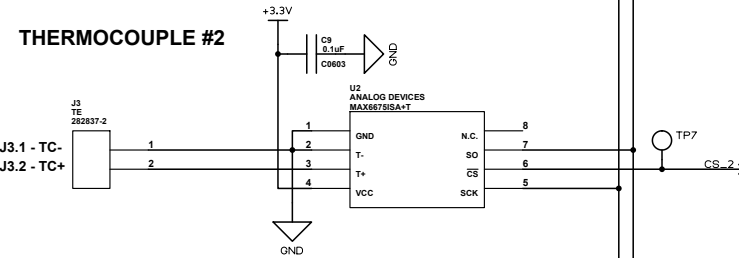 +3.3V
THERMOCOUPLE #2
C9
0.1uF
C0603
GND
U2
ANALOG DEVICES
MAX6675ISA+T
J3
TE
282837-2
J3.1 - TC-
J3.2 - TC+
1
2
1 GND N.C. 8
2 T- SO 7
3 T+ CS 6
4 VCC SCK 5
TP7
CS_2
GND